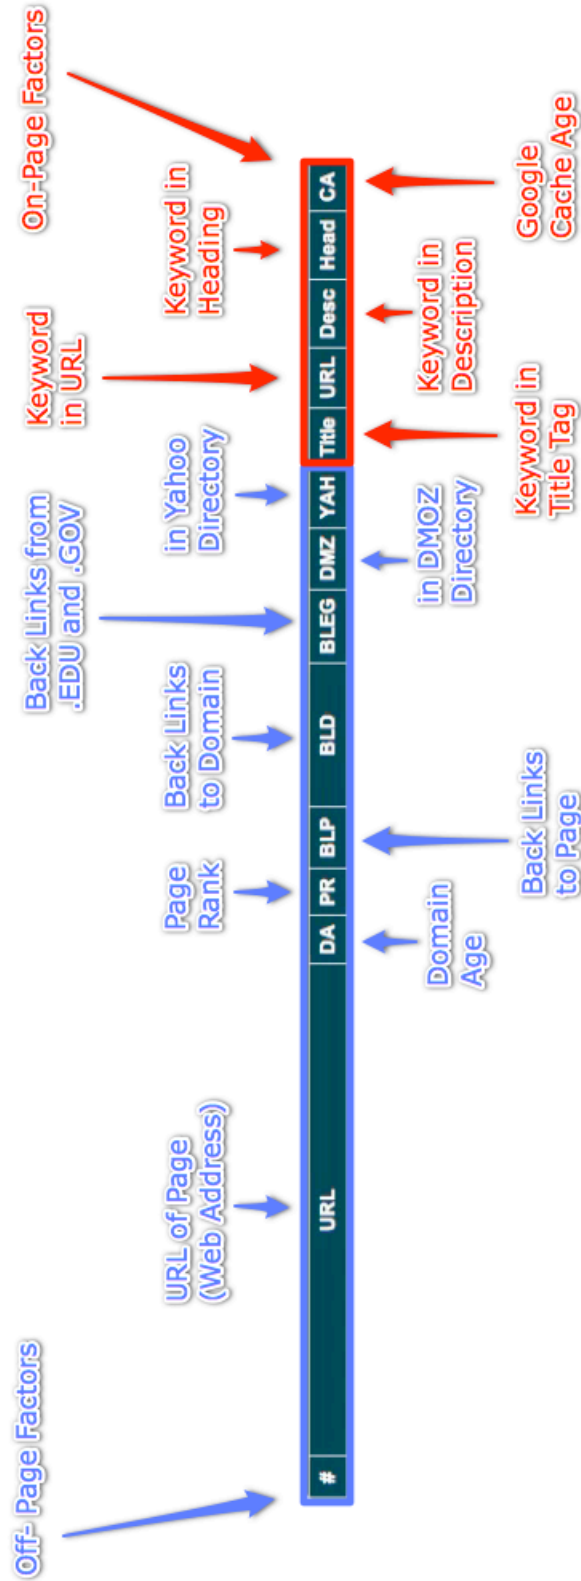 Off- Page Factors
URL of Page
(Web Address)
Page
Rank
Back Links
to Domain
Back Links from
.EDU and .GOV
in Yahoo
Directory
Keyword
in URL
Keyword in
Heading
On-Page Factors
# URL DA PR BLP BLD BLEG DMZ YAH Title URL Desc Head CA
Domain
Age
Back Links
to Page
in DMOZ
Directory
Keyword in
Title Tag
Keyword in
Description
Google
Cache Age